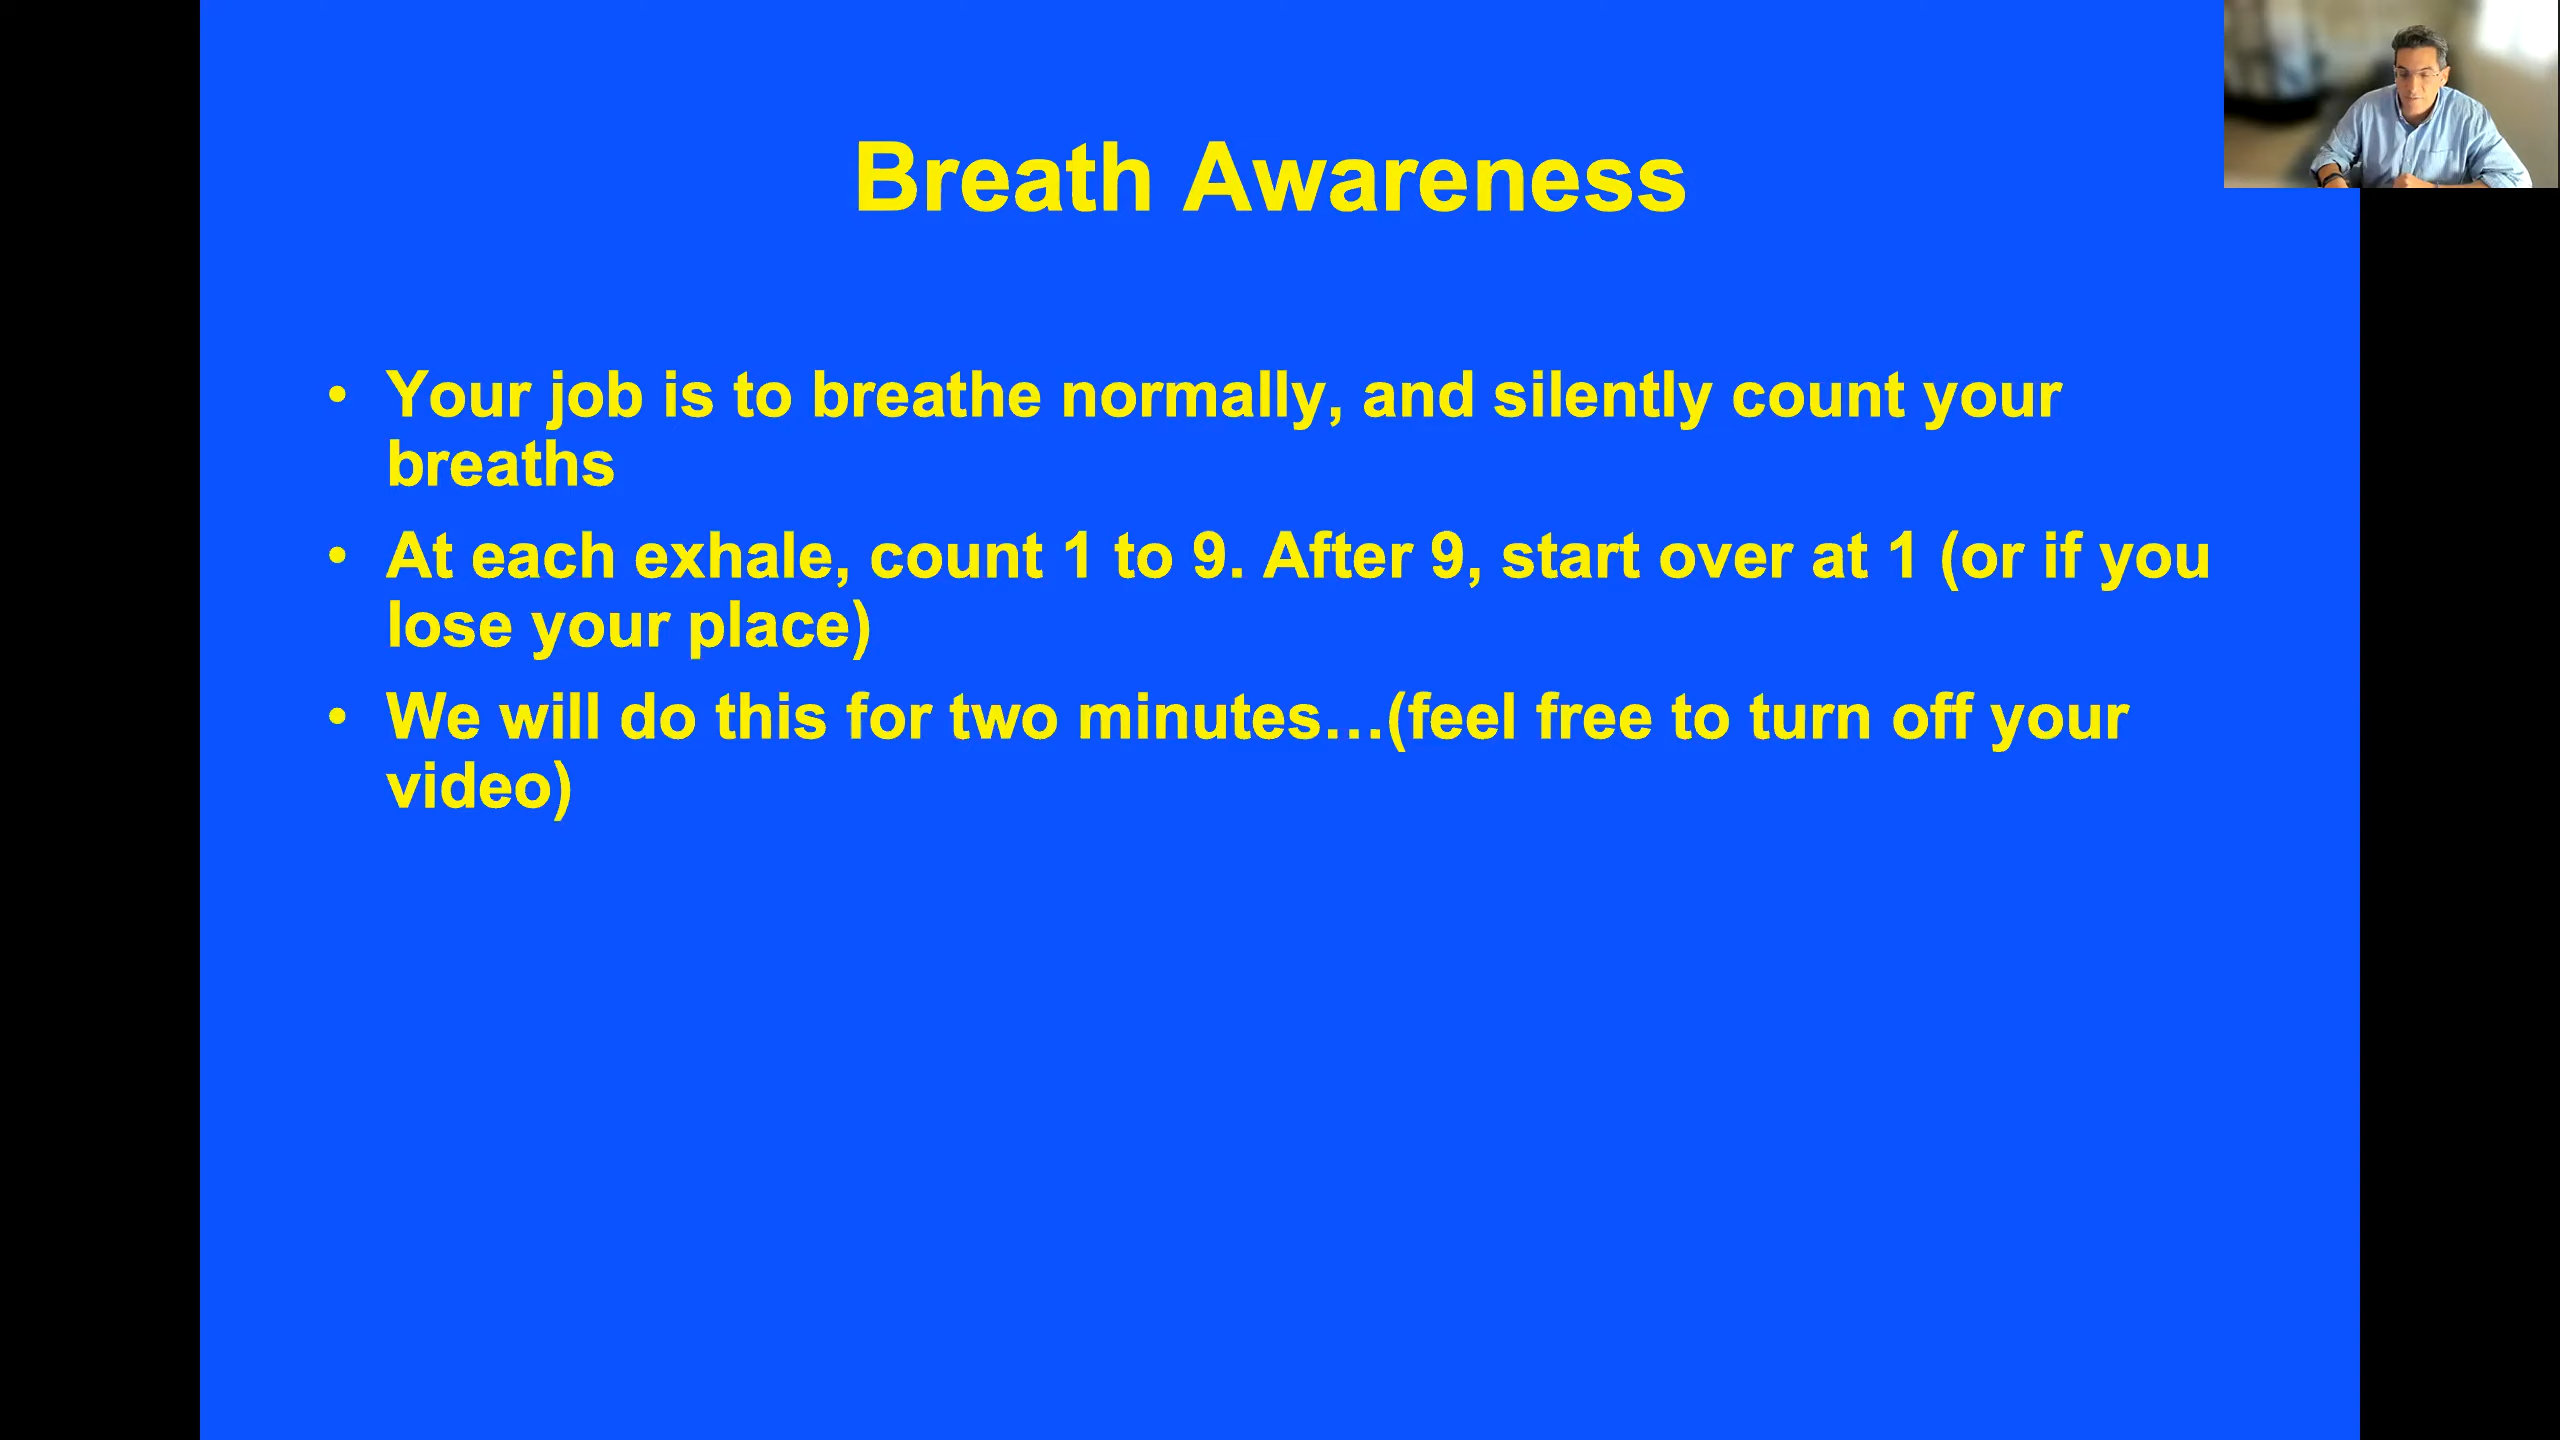 Breath Awareness
• Your job is to breathe normally, and silently count your
breaths
• At each exhale, count 1 to 9. After 9, start over at 1 (or if you
lose your place)
• We will do this for two minutes…(feel free to turn off your
video)